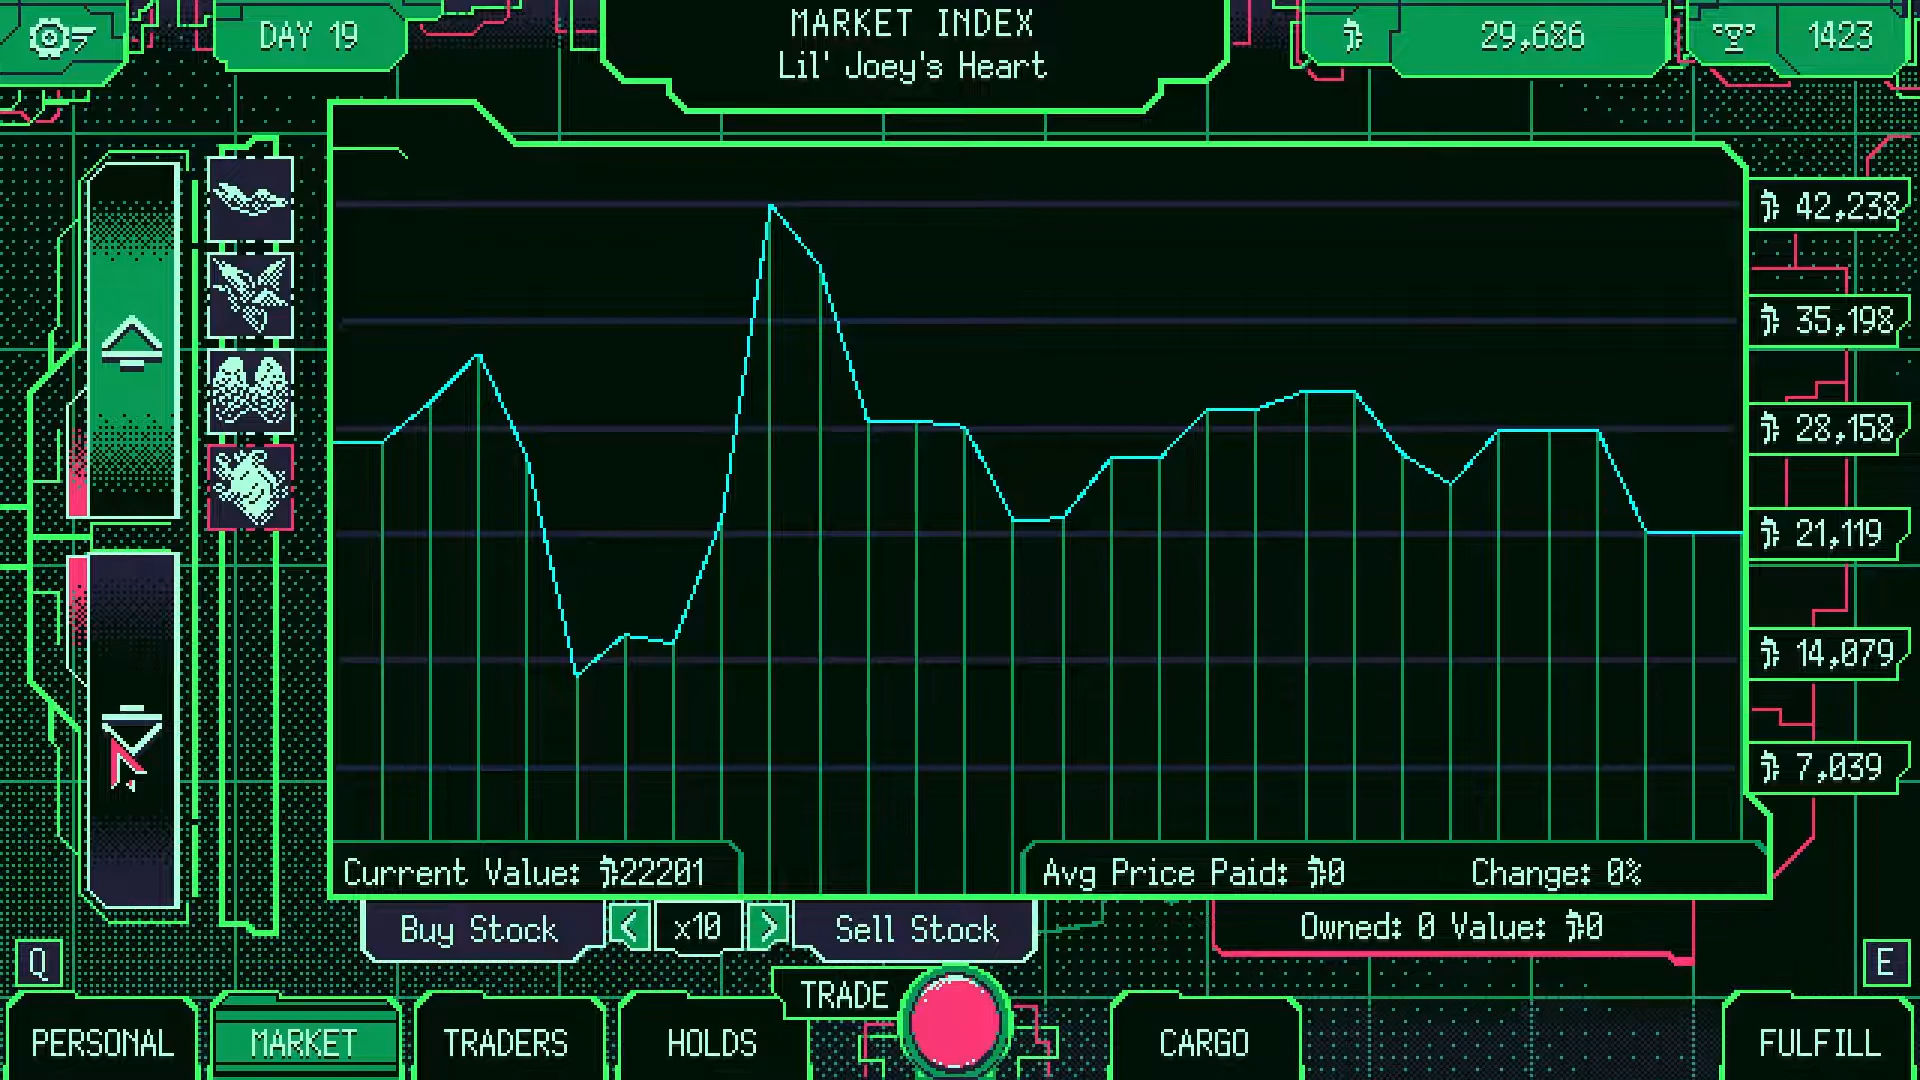 DAY 19
MARKET INDEX
Lil' Joey's Heart
29,686
1423
42,238
35,198
28,158
21,119
14,079
7,039
Current Value: 22201
Avg Price Paid: 0
Change: 0%
Buy Stock
x10
Sell Stock
Owned: 0 Value: 0
Q
E
TRADE
PERSONAL
MARKET
TRADERS
HOLDS
CARGO
FULFILL